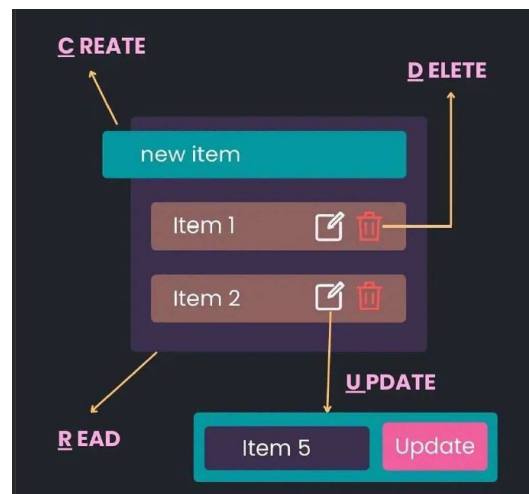 C REATE
D ELETE
new item
Item 1
Item 2
U PDATE
R EAD
Item 5
Update